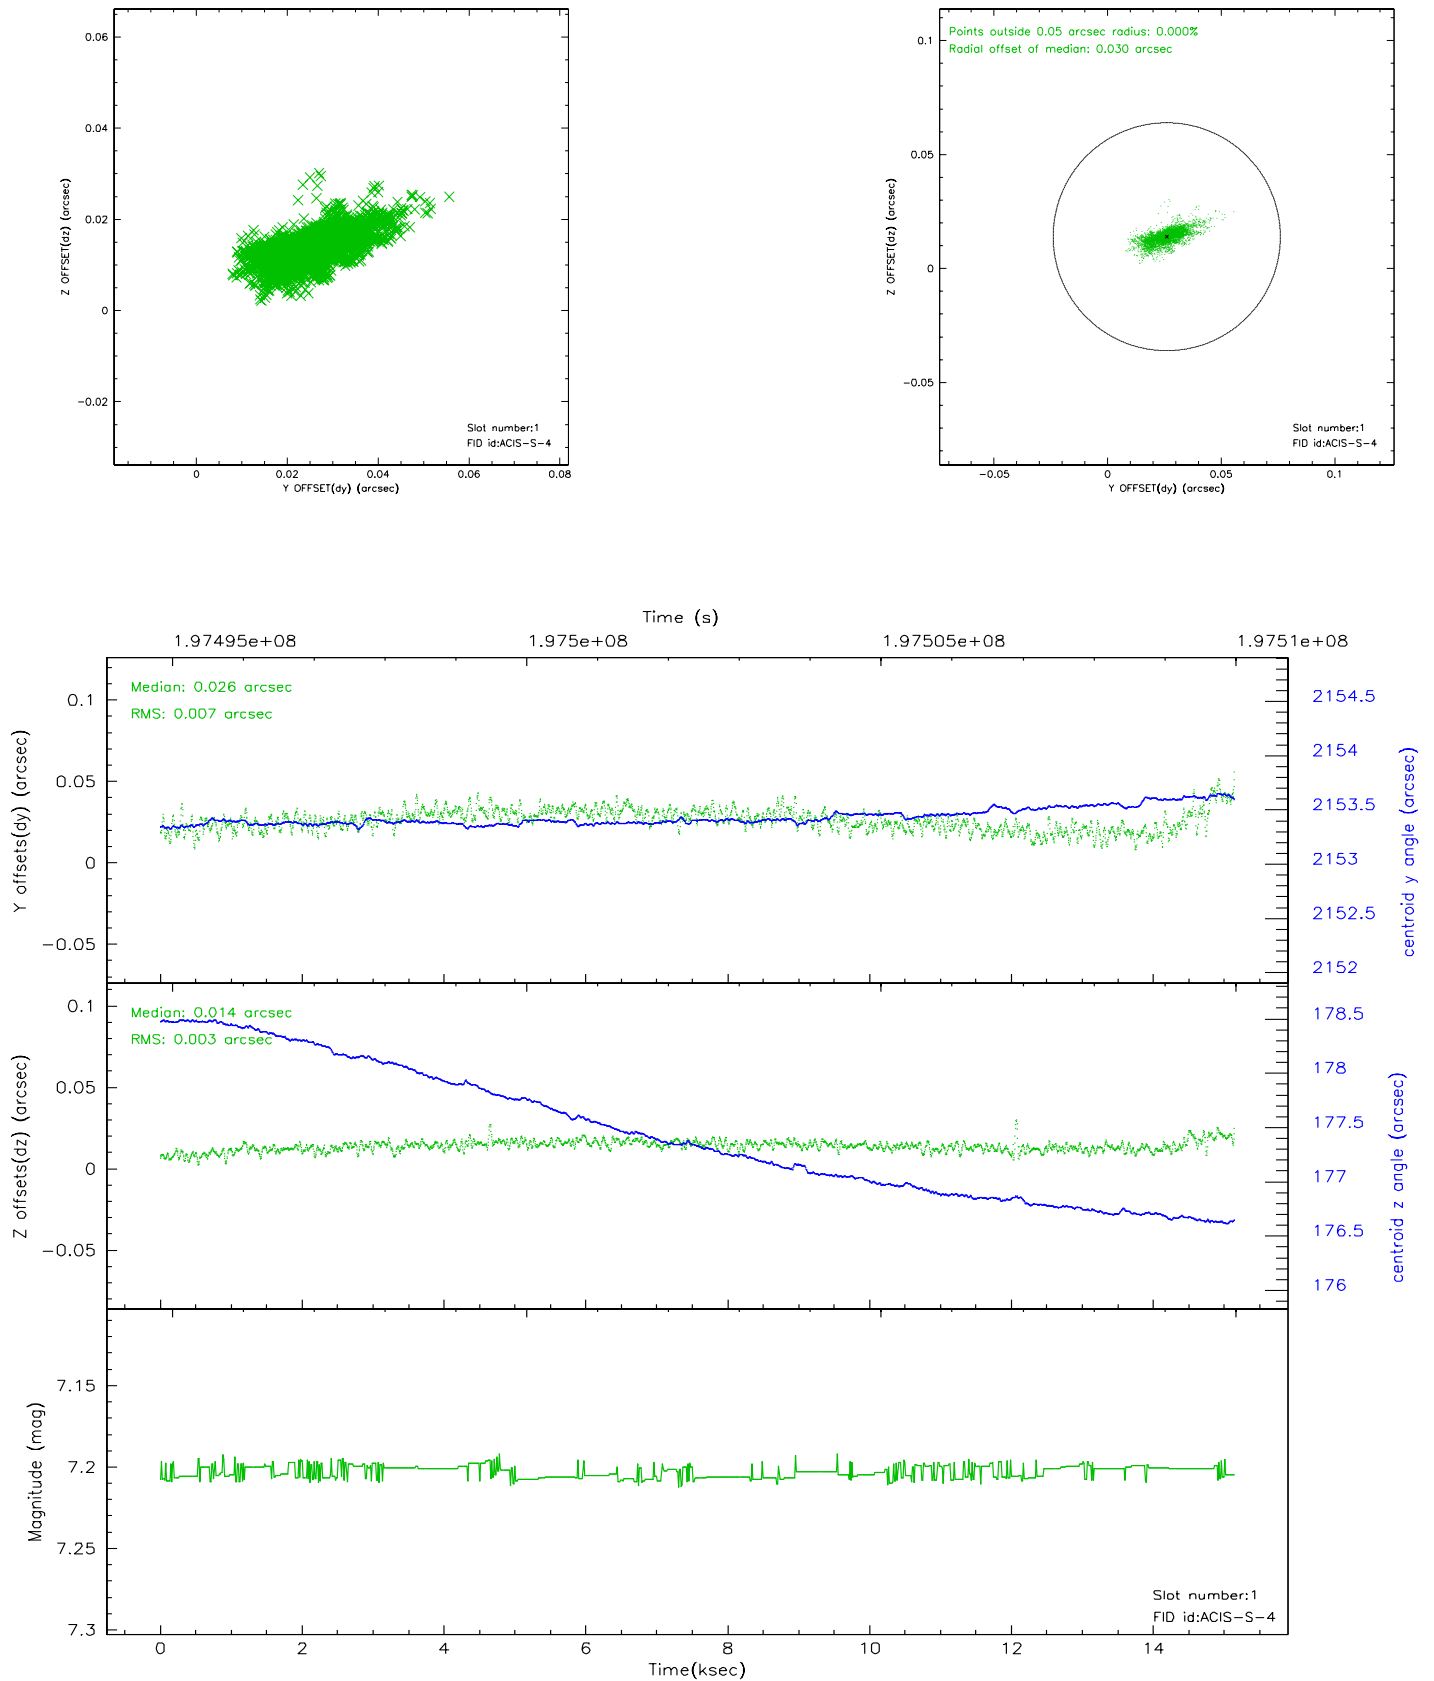 0.06
0.04
0.02
0
-0.02
Z OFFSET(dz) (arcsec)
Slot number:1
FID id:ACIS-S-4
0 0.02 0.04 0.06 0.08
Y OFFSET(dy) (arcsec)
Points outside 0.05 arcsec radius: 0.000%
Radial offset of median: 0.030 arcsec
0.1
0.05
0
-0.05
Z OFFSET(dz) (arcsec)
Slot number:1
FID id:ACIS-S-4
-0.05 0 0.05 0.1
Y OFFSET(dy) (arcsec)
Time (s)
1.97495e+08 1.975e+08 1.97505e+08 1.9751e+08
Median: 0.026 arcsec
RMS: 0.007 arcsec
0.1
0.05
0
-0.05
Y offsets(dy) (arcsec)
2154.5
2154
2153.5
2153
2152.5
2152
centroid y angle (arcsec)
Median: 0.014 arcsec
RMS: 0.003 arcsec
0.1
0.05
0
-0.05
Z offsets(dz) (arcsec)
178.5
178
177.5
177
176.5
176
centroid z angle (arcsec)
7.15
7.2
7.25
7.3
Magnitude (mag)
Slot number:1
FID id:ACIS-S-4
0 2 4 6 8 10 12 14
Time(ksec)